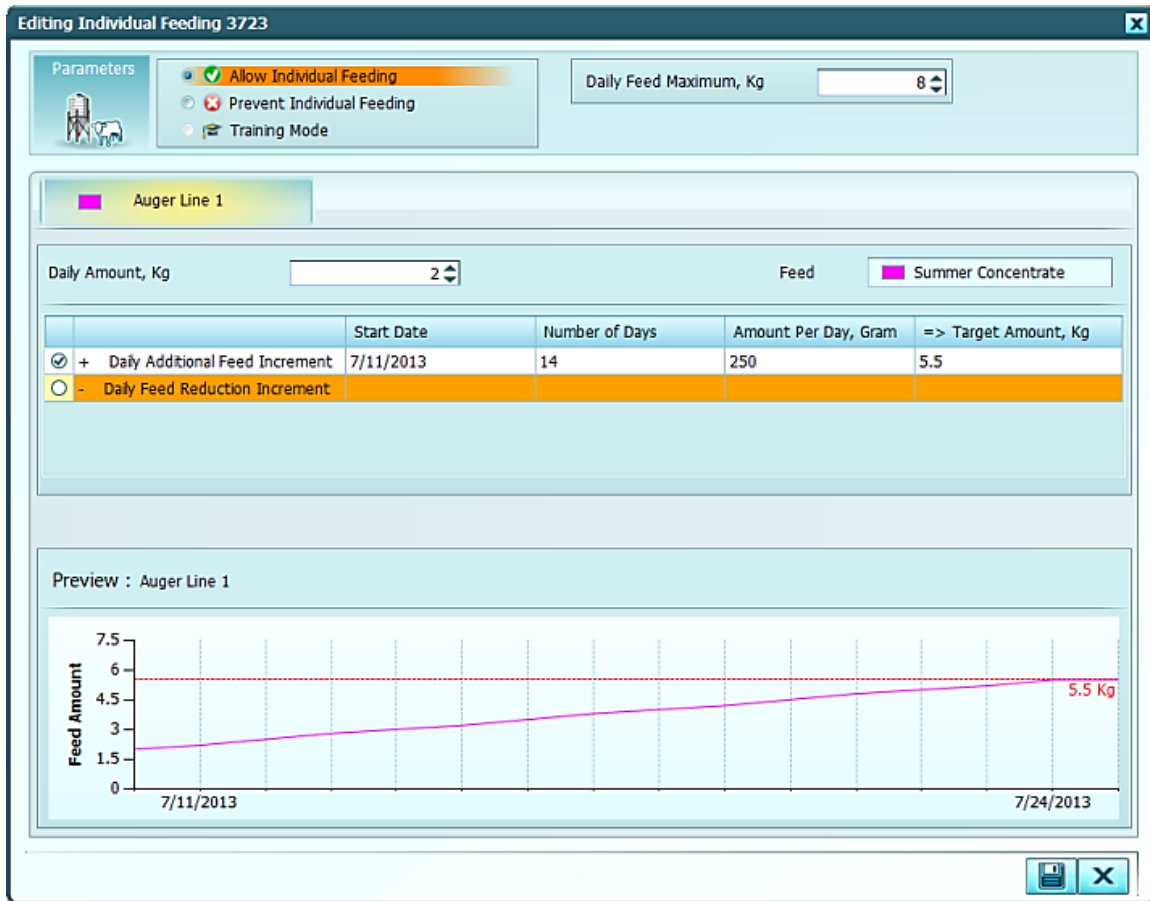 Editing Individual Feeding 3723
Parameters
Allow Individual Feeding
Prevent Individual Feeding
Training Mode
Daily Feed Maximum, Kg 8
Auger Line 1
Daily Amount, Kg 2 Feed Summer Concentrate
Start Date Number of Days Amount Per Day, Gram => Target Amount, Kg
+ Daily Additional Feed Increment 7/11/2013 14 250 5.5
- Daily Feed Reduction Increment
Preview : Auger Line 1
Feed Amount
7.5
6
4.5
3
1.5
0
5.5 Kg
7/11/2013 7/24/2013